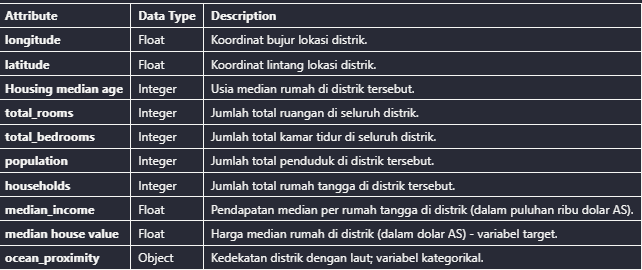 Attribute Data Type Description
longitude Float Koordinat bujur lokasi distrik.
latitude Float Koordinat lintang lokasi distrik.
Housing median age Integer Usia median rumah di distrik tersebut.
total_rooms Integer Jumlah total ruangan di seluruh distrik.
total_bedrooms Integer Jumlah total kamar tidur di seluruh distrik.
population Integer Jumlah total penduduk di distrik tersebut.
households Integer Jumlah total rumah tangga di distrik tersebut.
median_income Float Pendapatan median per rumah tangga di distrik (dalam puluhan ribu dolar AS).
median house value Float Harga median rumah di distrik (dalam dolar AS) - variabel target.
ocean_proximity Object Kedekatan distrik dengan laut; variabel kategorikal.